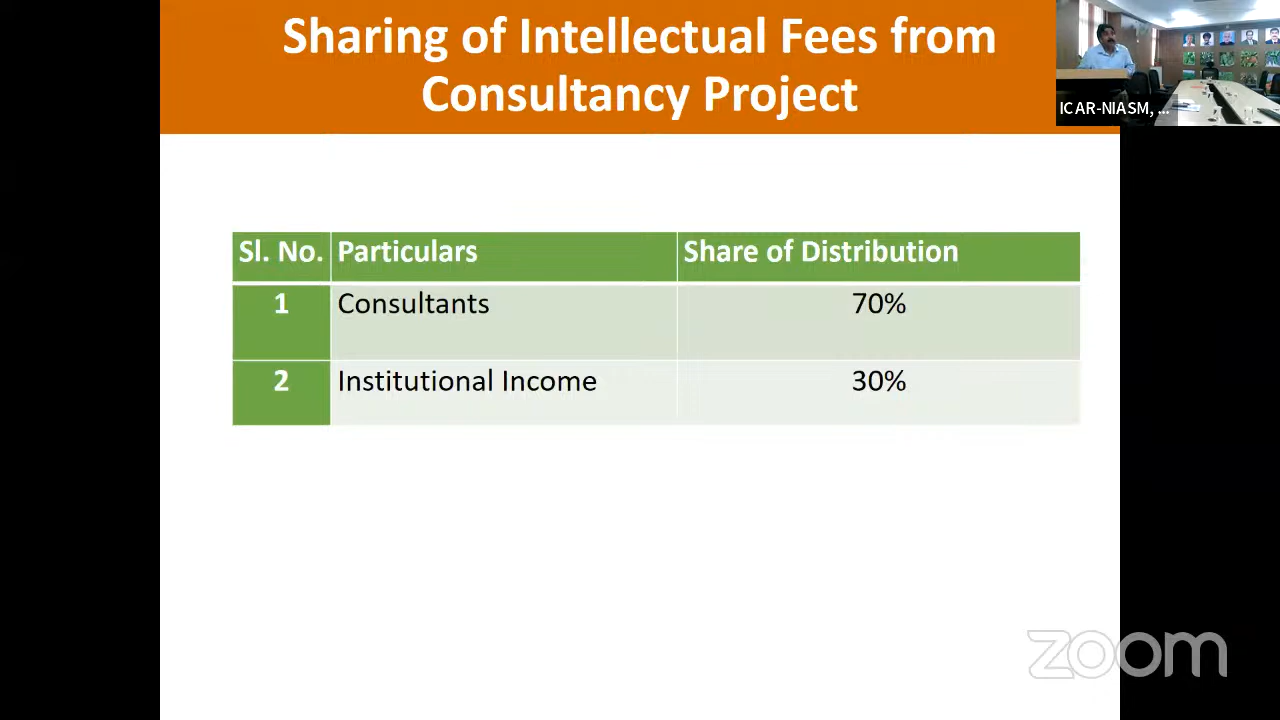 Sharing of Intellectual Fees from
Consultancy Project
ICAR-NIASM, ...
Sl. No. Particulars Share of Distribution
1 Consultants 70%
2 Institutional Income 30%
zoom